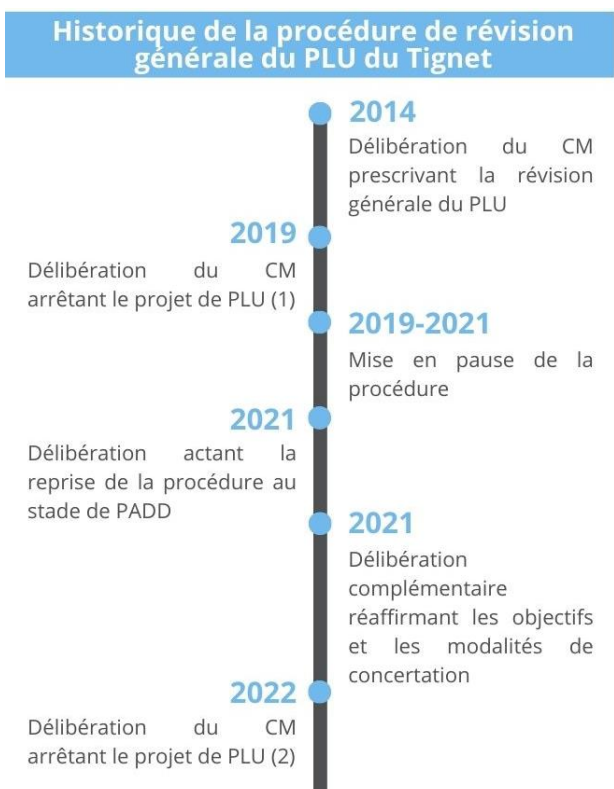 Historique de la procédure de révision
générale du PLU du Tignet
2014
Délibération du CM
prescrivant la révision
générale du PLU
2019
Délibération du CM
arrêtant le projet de PLU (1)
2019-2021
Mise en pause de la
procédure
2021
Délibération actant la
reprise de la procédure au
stade de PADD
2021
Délibération
complémentaire
réaffirmant les objectifs
et les modalités de
concertation
2022
Délibération du CM
arrêtant le projet de PLU (2)